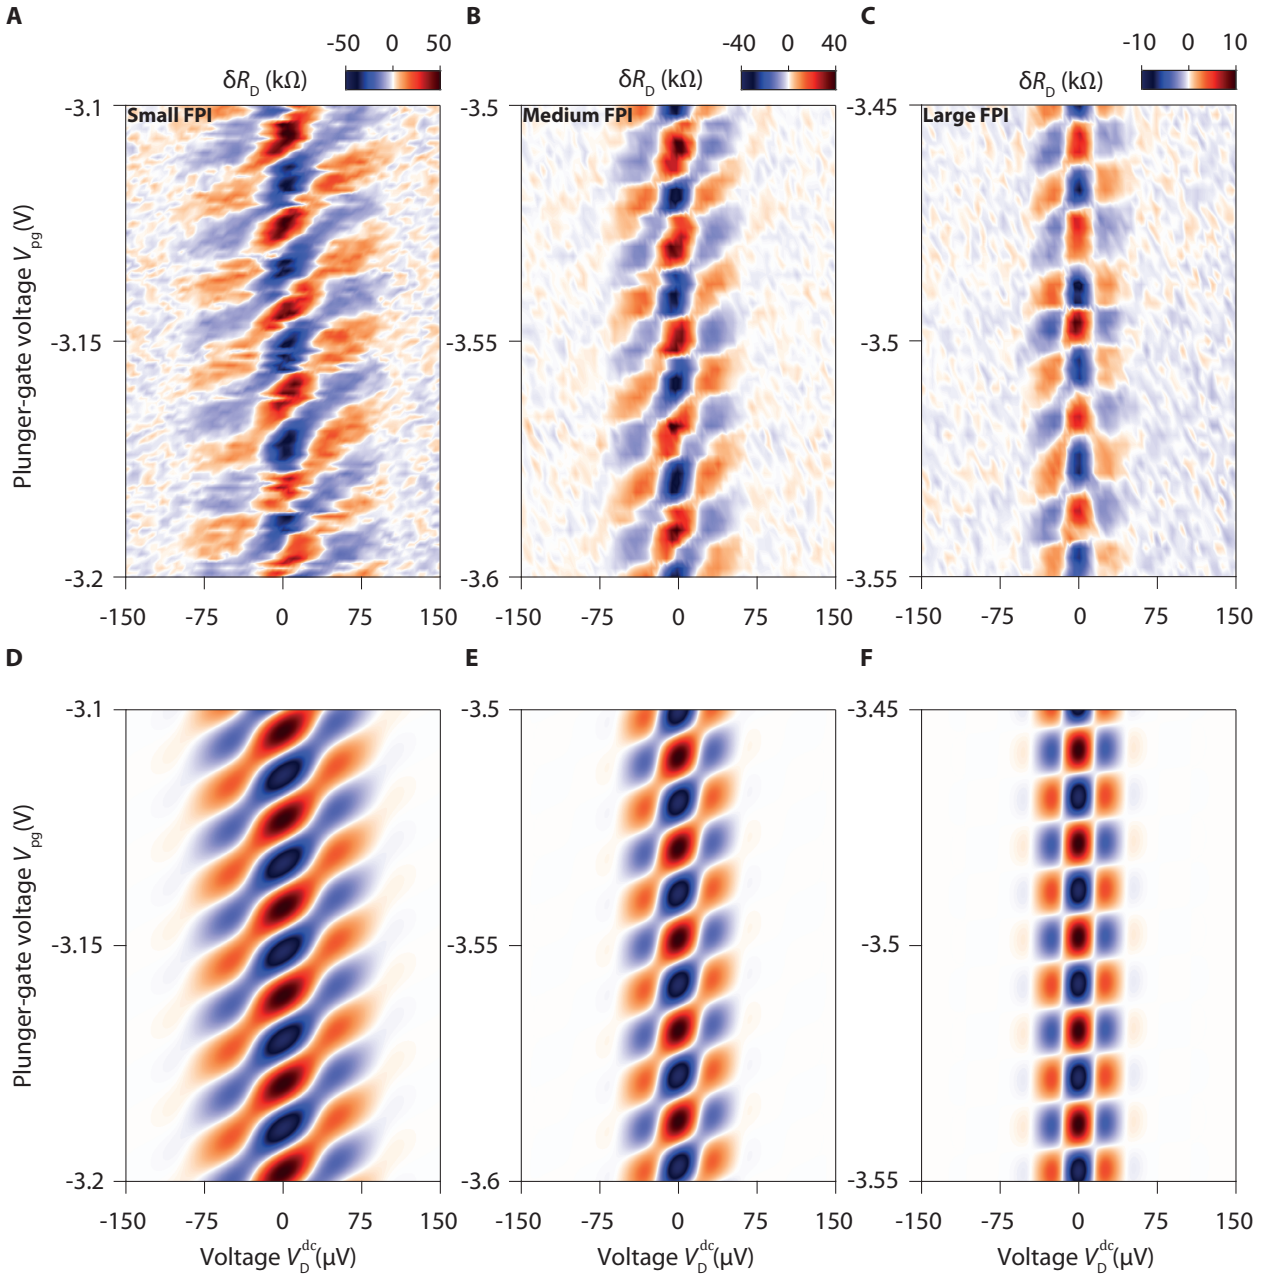 A
B
C
-50 0 50
-40 0 40
-10 0 10
δR_D (kΩ)
δR_D (kΩ)
δR_D (kΩ)
Small FPI
Medium FPI
Large FPI
-3.1
-3.15
-3.2
Plunger-gate voltage V_pg(V)
-3.5
-3.55
-3.6
-3.45
-3.5
-3.55
-150 -75 0 75 150
-150 -75 0 75 150
-150 -75 0 75 150
D
E
F
-3.1
-3.15
-3.2
Plunger-gate voltage V_pg(V)
-3.5
-3.55
-3.6
-3.45
-3.5
-3.55
-150 -75 0 75 150
-150 -75 0 75 150
-150 -75 0 75 150
Voltage V_D^dc(μV)
Voltage V_D^dc(μV)
Voltage V_D^dc(μV)